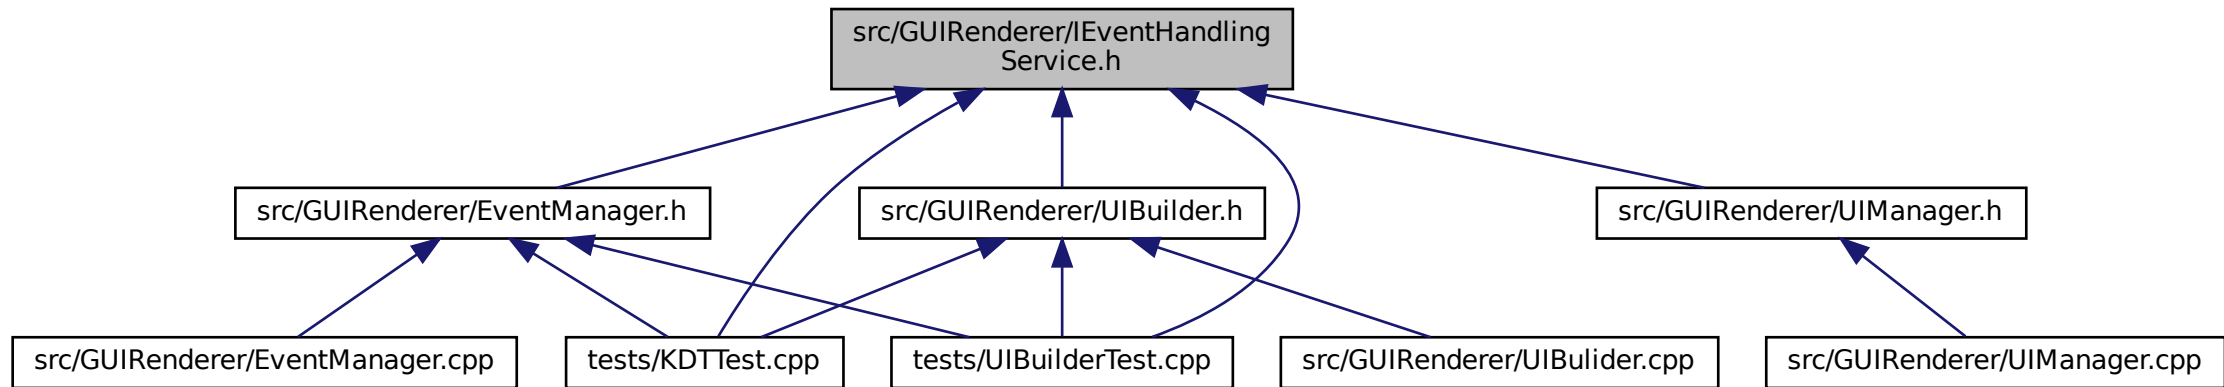 src/GUIRenderer/IEventHandling
Service.h
src/GUIRenderer/EventManager.h
src/GUIRenderer/UIBuilder.h
src/GUIRenderer/UIManager.h
src/GUIRenderer/EventManager.cpp
tests/KDTTest.cpp
tests/UIBuilderTest.cpp
src/GUIRenderer/UIBulider.cpp
src/GUIRenderer/UIManager.cpp